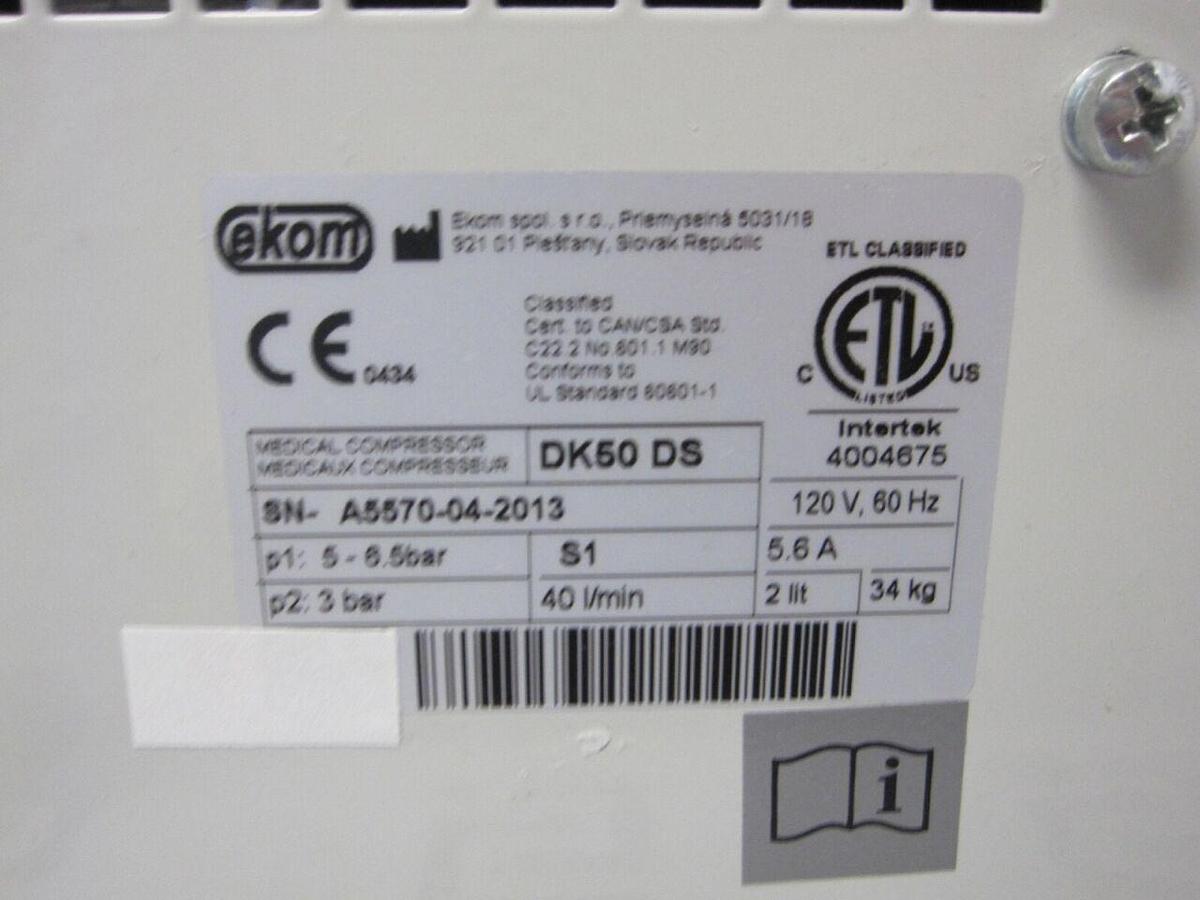 ekom
Ekom spol. s r.o., Priemyselná 5031/18
921 01 Piešťany, Slovak Republic
ETL CLASSIFIED
CE 0434
Classified
Cert. to CAN/CSA Std.
C22.2 No.601.1 M90
Conforms to
UL Standard 60601-1
ETL
LISTED
C US
Intertek
4004675
MEDICAL COMPRESSOR
MEDICAUX COMPRESSEUR
DK50 DS
SN- A5570-04-2013
120 V, 60 Hz
p1: 5 - 6.5bar
S1
5.6 A
p2: 3 bar
40 l/min
2 lit
34 kg
i